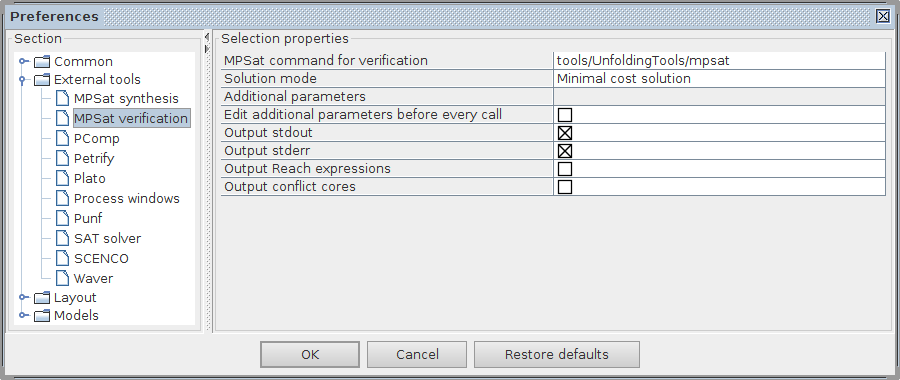 Preferences
Section
Common
External tools
MPSat synthesis
MPSat verification
PComp
Petrify
Plato
Process windows
Punf
SAT solver
SCENCO
Waver
Layout
Models
Selection properties
MPSat command for verification tools/UnfoldingTools/mpsat
Solution mode Minimal cost solution
Additional parameters
Edit additional parameters before every call
Output stdout
Output stderr
Output Reach expressions
Output conflict cores
OK Cancel Restore defaults